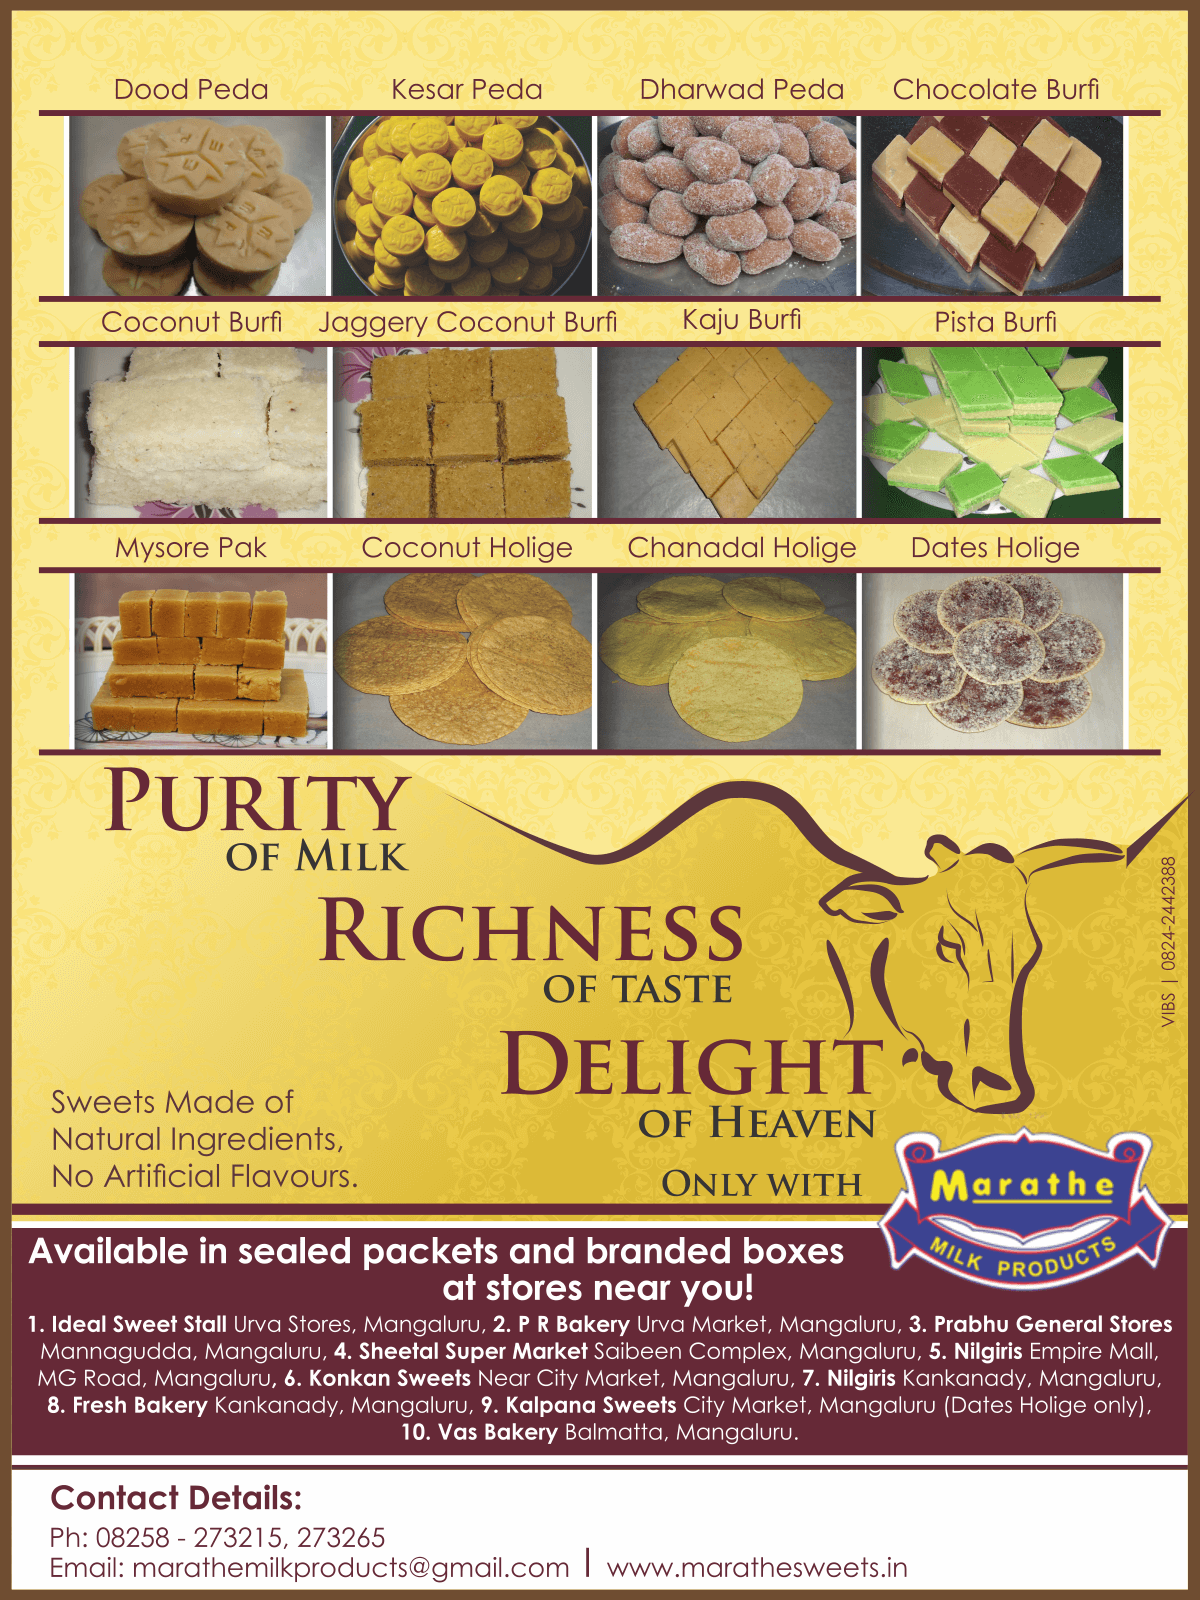 Dood Peda Kesar Peda Dharwad Peda Chocolate Burfi
Coconut Burfi Jaggery Coconut Burfi Kaju Burfi Pista Burfi
Mysore Pak Coconut Holige Chanadal Holige Dates Holige
PURITY
OF MILK
RICHNESS
OF TASTE
DELIGHT
OF HEAVEN
ONLY WITH
Sweets Made of
Natural Ingredients,
No Artificial Flavours.
VIBS | 0824-2442388
Marathe
MILK PRODUCTS
Available in sealed packets and branded boxes
at stores near you!
1. Ideal Sweet Stall Urva Stores, Mangaluru, 2. P R Bakery Urva Market, Mangaluru, 3. Prabhu General Stores
Mannagudda, Mangaluru, 4. Sheetal Super Market Saibeen Complex, Mangaluru, 5. Nilgiris Empire Mall,
MG Road, Mangaluru, 6. Konkan Sweets Near City Market, Mangaluru, 7. Nilgiris Kankanady, Mangaluru,
8. Fresh Bakery Kankanady, Mangaluru, 9. Kalpana Sweets City Market, Mangaluru (Dates Holige only),
10. Vas Bakery Balmatta, Mangaluru.
Contact Details:
Ph: 08258 - 273215, 273265
Email: marathemilkproducts@gmail.com | www.marathesweets.in